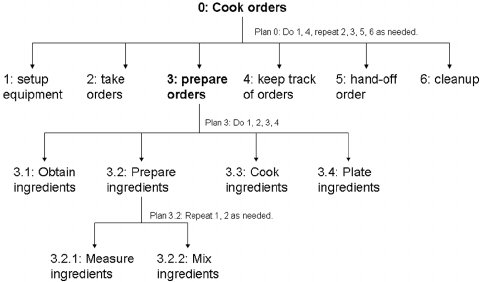 0: Cook orders
Plan 0: Do 1, 4, repeat 2, 3, 5, 6 as needed.
1: setup
equipment
2: take
orders
3: prepare
orders
4: keep track
of orders
5: hand-off
order
6: cleanup
Plan 3: Do 1, 2, 3, 4
3.1: Obtain
ingredients
3.2: Prepare
ingredients
3.3: Cook
ingredients
3.4: Plate
ingredients
Plan 3.2: Repeat 1, 2 as needed.
3.2.1: Measure
ingredients
3.2.2: Mix
ingredients